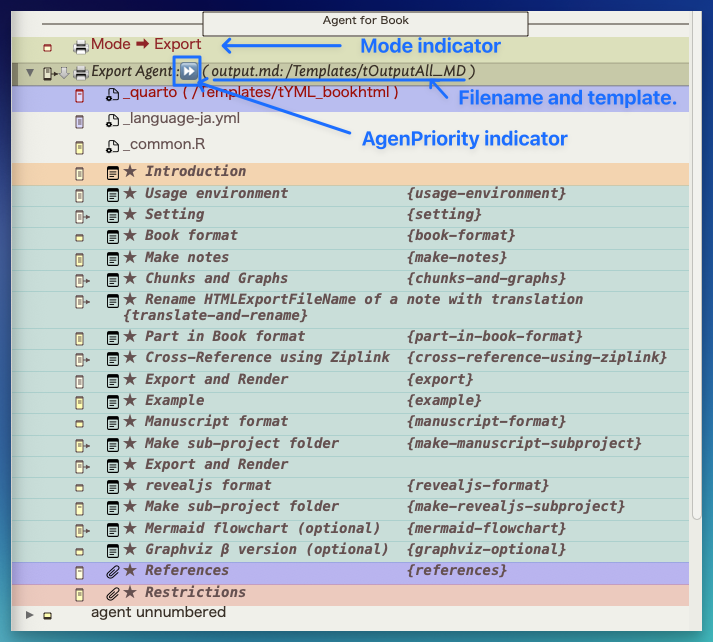 Agent for Book
Mode ➡ Export
Mode indicator
Export Agent: ⏩ ( output.md: /Templates/tOutputAll_MD )
_quarto ( /Templates/tYML_bookhtml )
Filename and template.
_language-ja.yml
AgenPriority indicator
_common.R
★ Introduction
★ Usage environment {usage-environment}
★ Setting {setting}
★ Book format {book-format}
★ Make notes {make-notes}
★ Chunks and Graphs {chunks-and-graphs}
★ Rename HTMLExportFileName of a note with translation
{translate-and-rename}
★ Part in Book format {part-in-book-format}
★ Cross-Reference using Ziplink {cross-reference-using-ziplink}
★ Export and Render {export}
★ Example {example}
★ Manuscript format {manuscript-format}
★ Make sub-project folder {make-manuscript-subproject}
★ Export and Render
★ revealjs format {revealjs-format}
★ Make sub-project folder {make-revealjs-subproject}
★ Mermaid flowchart (optional) {mermaid-flowchart}
★ Graphviz β version (optional) {graphviz-optional}
★ References {references}
★ Restrictions
agent unnumbered